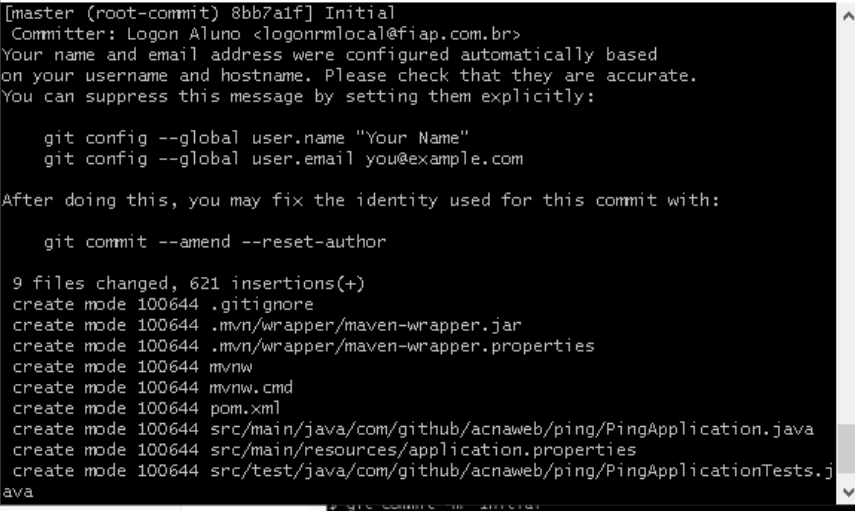 [master (root-commit) 8bb7a1f] Initial
 Committer: Logon Aluno <logonrmlocal@fiap.com.br>
Your name and email address were configured automatically based
on your username and hostname. Please check that they are accurate.
You can suppress this message by setting them explicitly:

    git config --global user.name "Your Name"
    git config --global user.email you@example.com

After doing this, you may fix the identity used for this commit with:

    git commit --amend --reset-author

 9 files changed, 621 insertions(+)
 create mode 100644 .gitignore
 create mode 100644 .mvn/wrapper/maven-wrapper.jar
 create mode 100644 .mvn/wrapper/maven-wrapper.properties
 create mode 100644 mvnw
 create mode 100644 mvnw.cmd
 create mode 100644 pom.xml
 create mode 100644 src/main/java/com/github/acnaweb/ping/PingApplication.java
 create mode 100644 src/main/resources/application.properties
 create mode 100644 src/test/java/com/github/acnaweb/ping/PingApplicationTests.j
ava